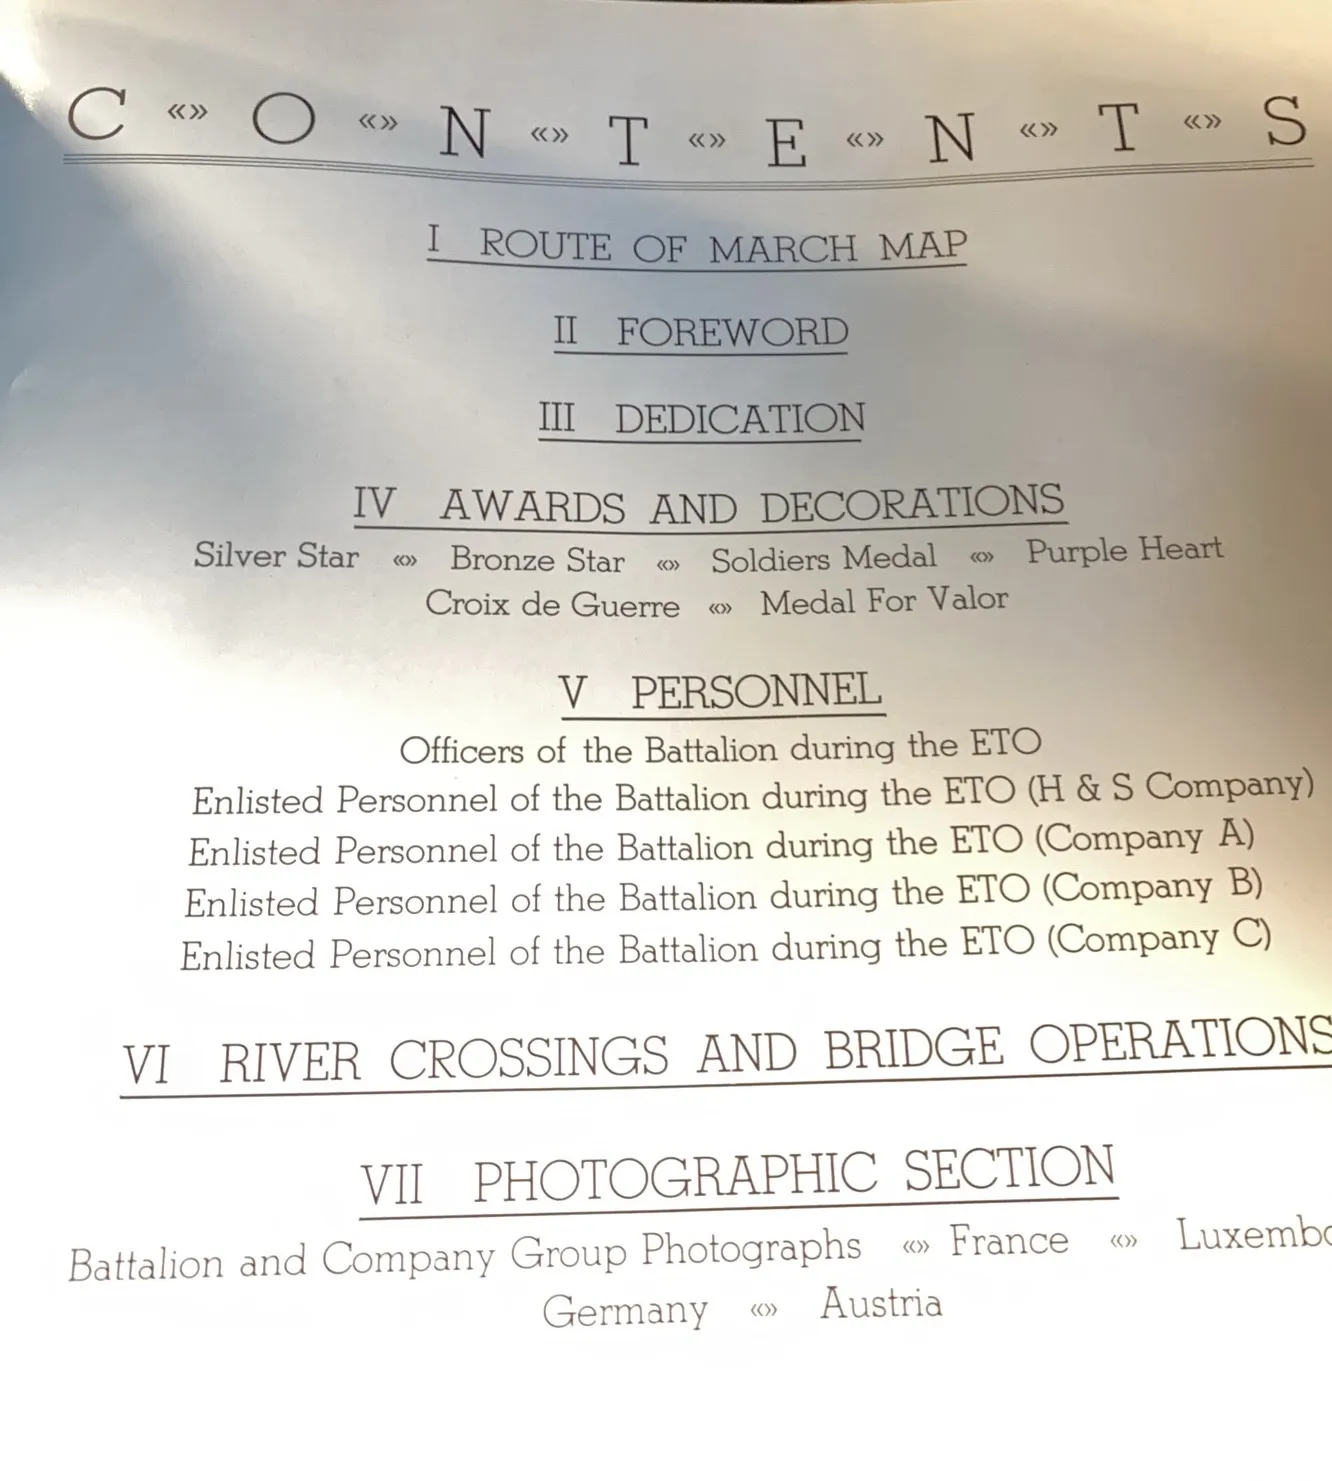 C «» O «» N «» T «» E «» N «» T «» S
I ROUTE OF MARCH MAP
II FOREWORD
III DEDICATION
IV AWARDS AND DECORATIONS
Silver Star «» Bronze Star «» Soldiers Medal «» Purple Heart
Croix de Guerre «» Medal For Valor
V PERSONNEL
Officers of the Battalion during the ETO
Enlisted Personnel of the Battalion during the ETO (H & S Company)
Enlisted Personnel of the Battalion during the ETO (Company A)
Enlisted Personnel of the Battalion during the ETO (Company B)
Enlisted Personnel of the Battalion during the ETO (Company C)
VI RIVER CROSSINGS AND BRIDGE OPERATIONS
VII PHOTOGRAPHIC SECTION
Battalion and Company Group Photographs «» France «» Luxembo
Germany «» Austria